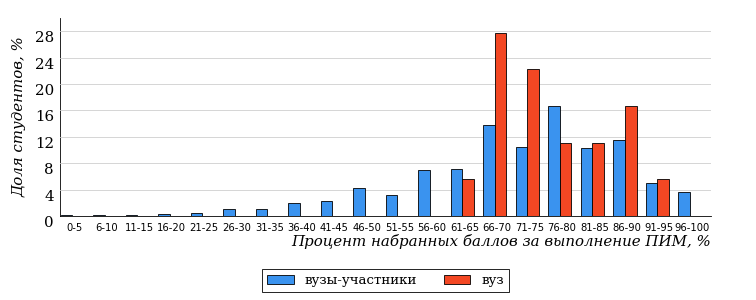 Доля студентов, %
28
24
20
16
12
8
4
0
0-5 6-10 11-15 16-20 21-25 26-30 31-35 36-40 41-45 46-50 51-55 56-60 61-65 66-70 71-75 76-80 81-85 86-90 91-95 96-100
Процент набранных баллов за выполнение ПИМ, %
вузы-участники вуз